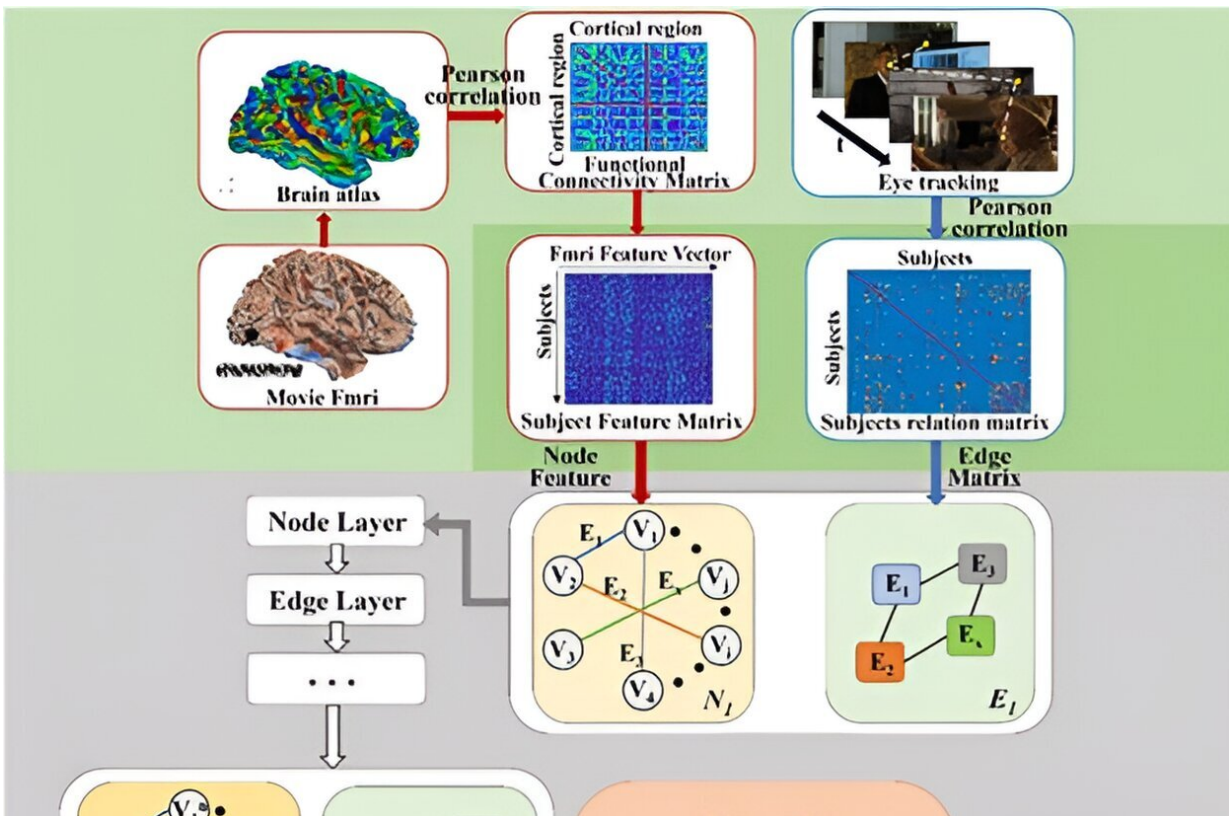 Cortical region
Cortical region
Pearson
correlation
Functional
Connectivity Matrix
Brain atlas
Eye tracking
Pearson
correlation
Fmri Feature Vector
Subjects
Subjects
Subjects
Movie Fmri
Subject Feature Matrix
Subjects relation matrix
Node
Feature
Edge
Matrix
Node Layer
Edge Layer
...
E1
V1
V2
E2
Vj
V3
E3
Vi
V4
N1
E1
E3
E2
E1